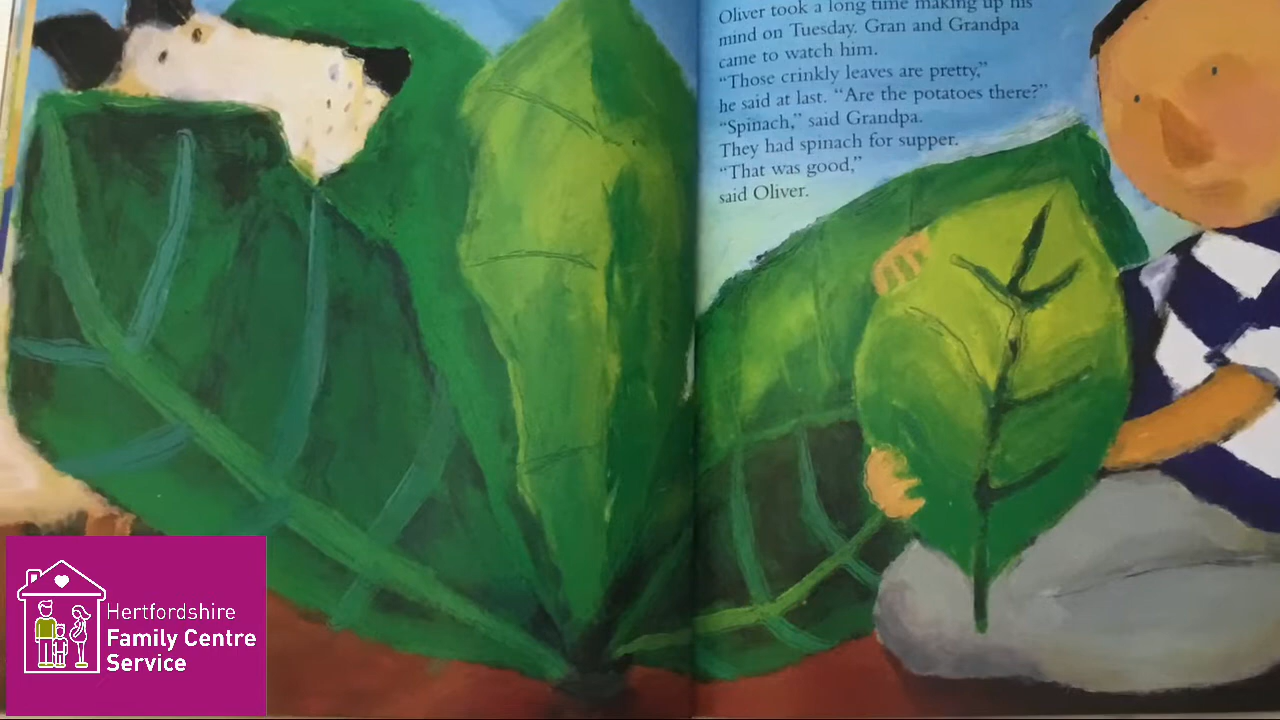 Oliver took a long time making up his
mind on Tuesday. Gran and Grandpa
came to watch him.
“Those crinkly leaves are pretty,”
he said at last. “Are the potatoes there?”
“Spinach,” said Grandpa.
They had spinach for supper.
“That was good,”
said Oliver.
Hertfordshire
Family Centre
Service